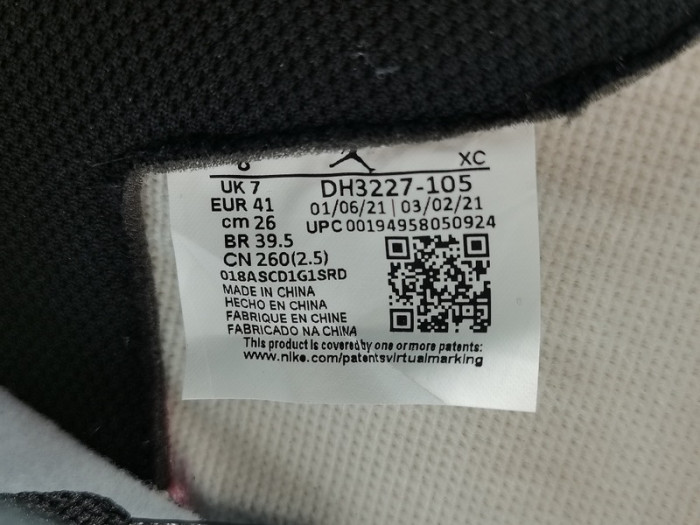 XC
UK 7 DH3227-105
EUR 41 01/06/21 | 03/02/21
cm 26 UPC 00194958050924
BR 39.5
CN 260(2.5)
018ASCD1G1SRD
MADE IN CHINA
HECHO EN CHINA
FABRIQUE EN CHINE
FABRICADO NA CHINA
This product is covered by one or more patents:
www.nike.com/patentsvirtualmarking